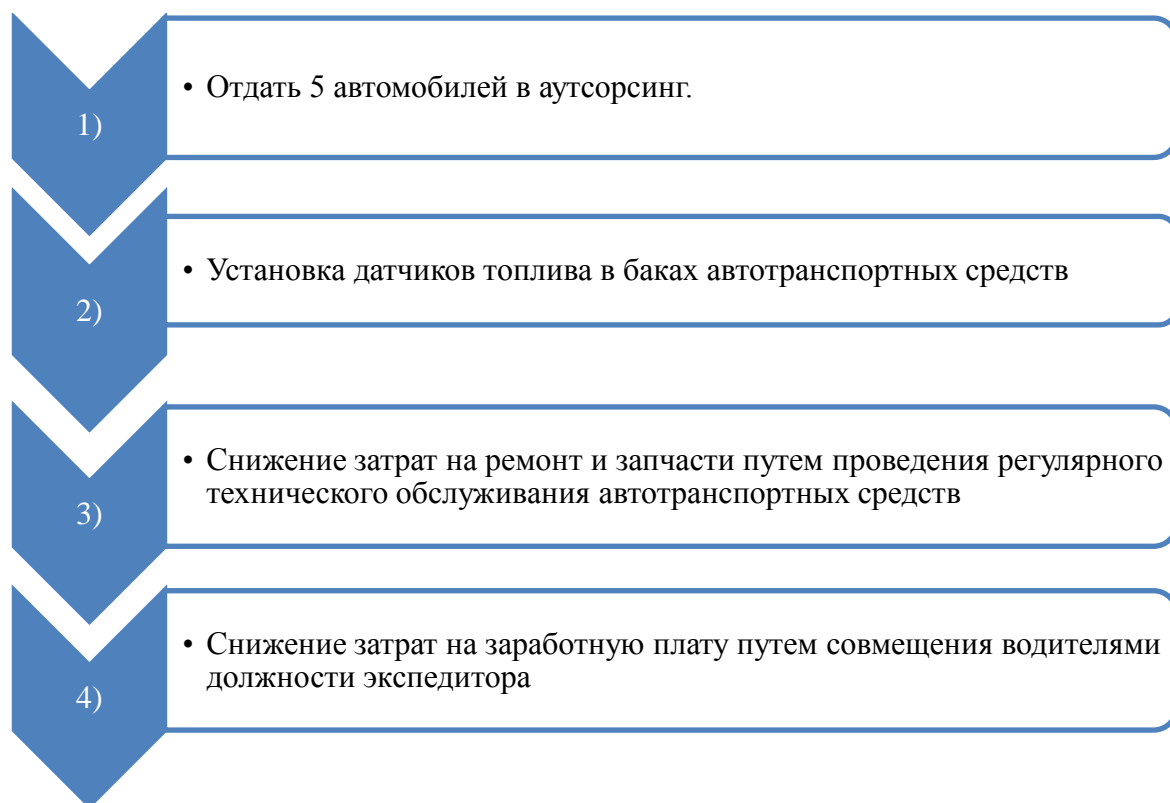 1)
• Отдать 5 автомобилей в аутсорсинг.
2)
• Установка датчиков топлива в баках автотранспортных средств
3)
• Снижение затрат на ремонт и запчасти путем проведения регулярного
технического обслуживания автотранспортных средств
4)
• Снижение затрат на заработную плату путем совмещения водителями
должности экспедитора